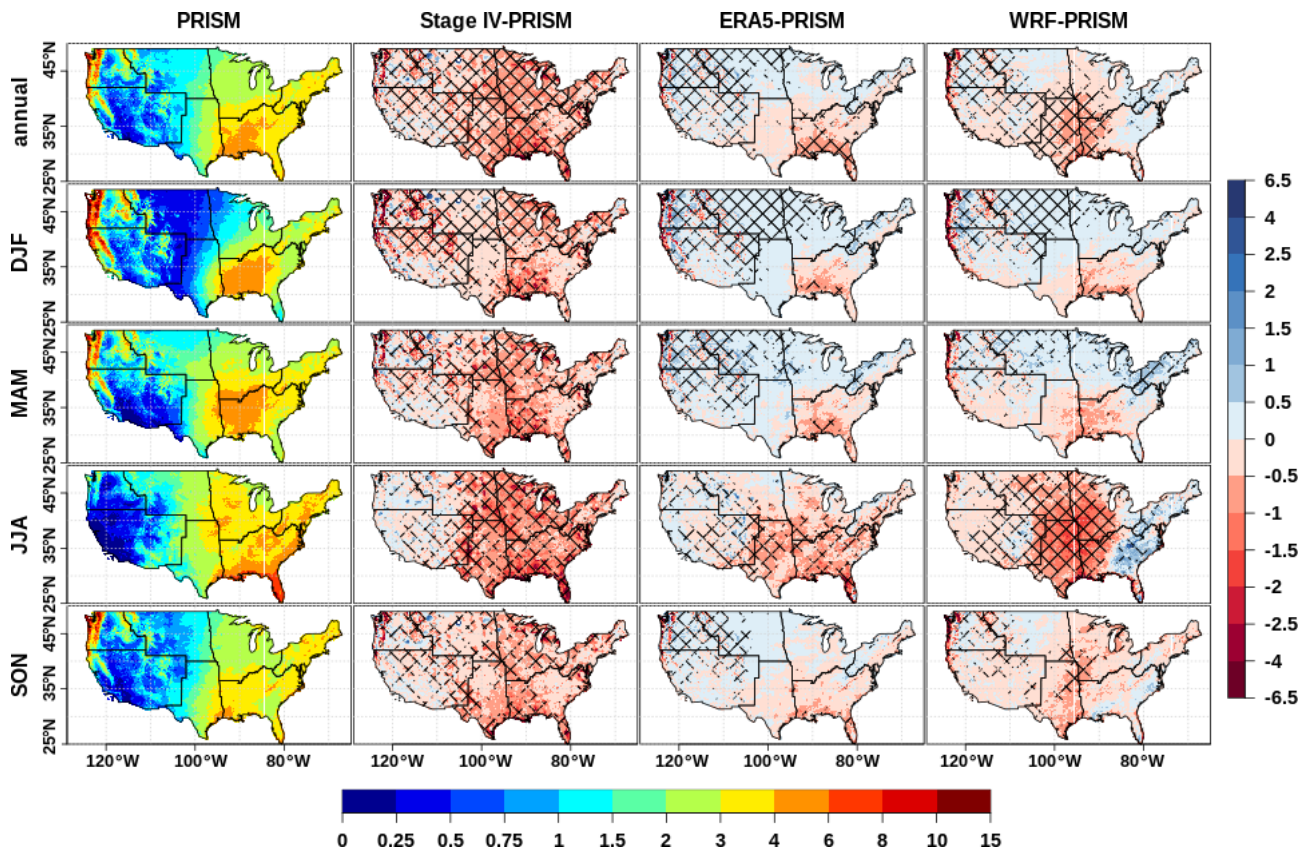 PRISM Stage IV-PRISM ERA5-PRISM WRF-PRISM
annual
45°N
35°N
25°N
DJF
45°N
35°N
25°N
MAM
45°N
35°N
25°N
JJA
45°N
35°N
25°N
SON
45°N
35°N
25°N
120°W 100°W 80°W 120°W 100°W 80°W 120°W 100°W 80°W 120°W 100°W 80°W
6.5
4
2.5
2
1.5
1
0.5
0
-0.5
-1
-1.5
-2
-2.5
-4
-6.5
0 0.25 0.5 0.75 1 1.5 2 3 4 6 8 10 15